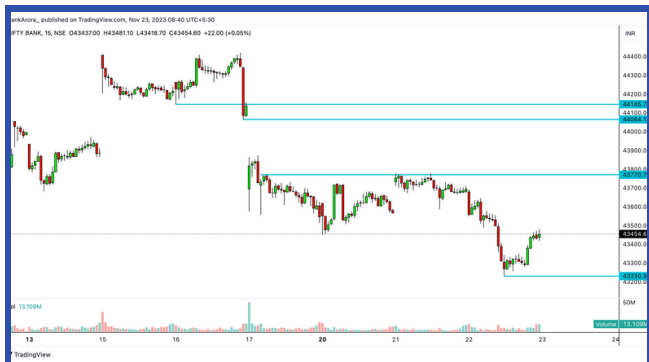 ankArora_ published on TradingView.com, Nov 23, 2023 08:40 UTC+5:30
IFTY BANK, 15, NSE O43437.00 H43481.10 L43418.70 C43454.60 +22.00 (+0.05%)
INR
44400.0
44300.0
44200.0
44145.7
44064.1
44000.0
43900.0
43800.0
43770.7
43700.0
43600.0
43500.0
43454.6
43400.0
43300.0
43230.9
43200.0
ol 13.109M
50M
Volume 13.109M
13 15 16 17 20 21 22 23 24
TradingView